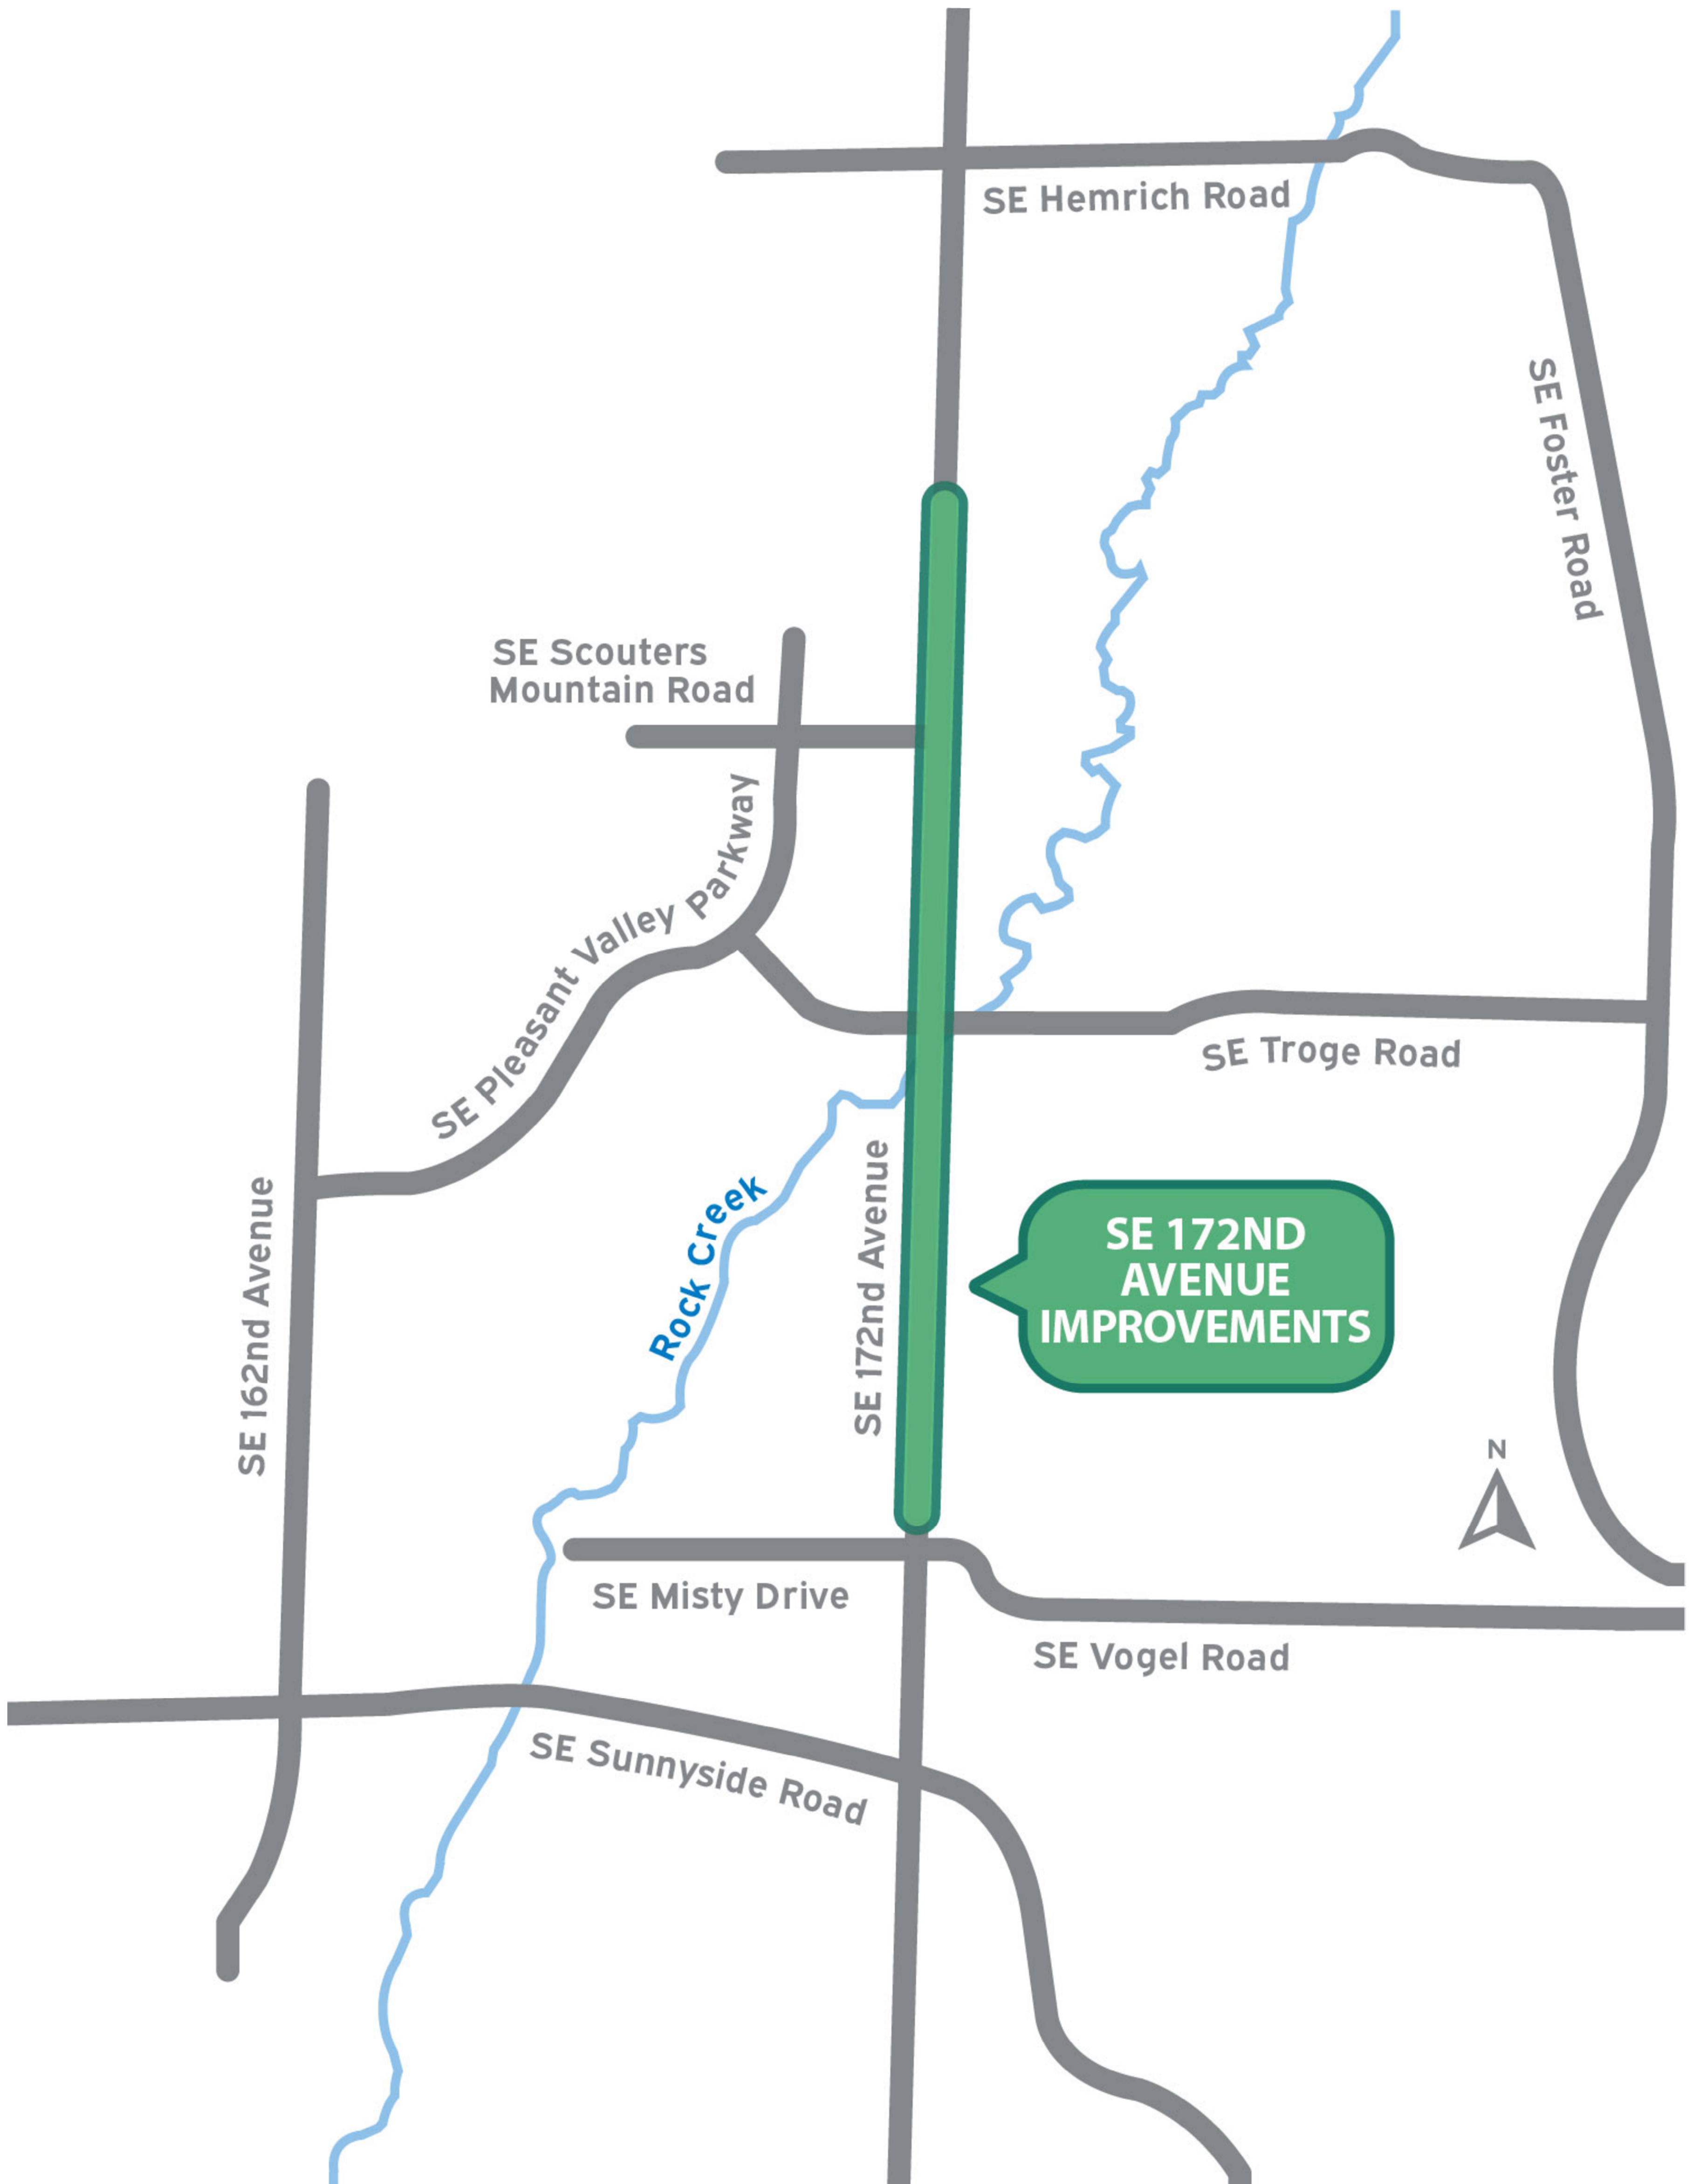 SE Hemrich Road
SE Foster Road
SE Scouters
Mountain Road
SE Pleasant Valley Parkway
SE Troge Road
SE 162nd Avenue
Rock Creek
SE 172nd Avenue
SE 172ND
AVENUE
IMPROVEMENTS
N
SE Misty Drive
SE Vogel Road
SE Sunnyside Road